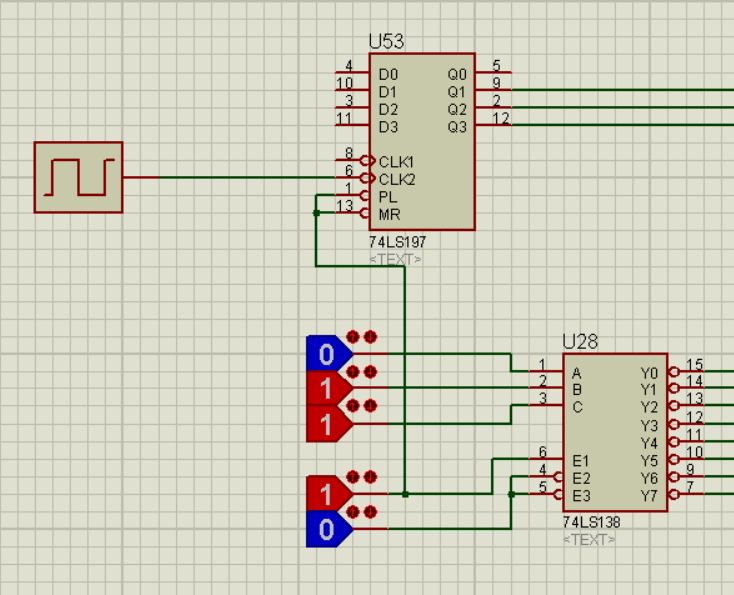 U53
4 D0 Q0 5
10 D1 Q1 9
3 D2 Q2 2
11 D3 Q3 12
8 CLK1
6 CLK2
1 PL
13 MR
74LS197
<TEXT>
0
1
1
1
0
U28
1 A Y0 15
2 B Y1 14
3 C Y2 13
Y3 12
Y4 11
6 E1 Y5 10
4 E2 Y6 9
5 E3 Y7 7
74LS138
<TEXT>